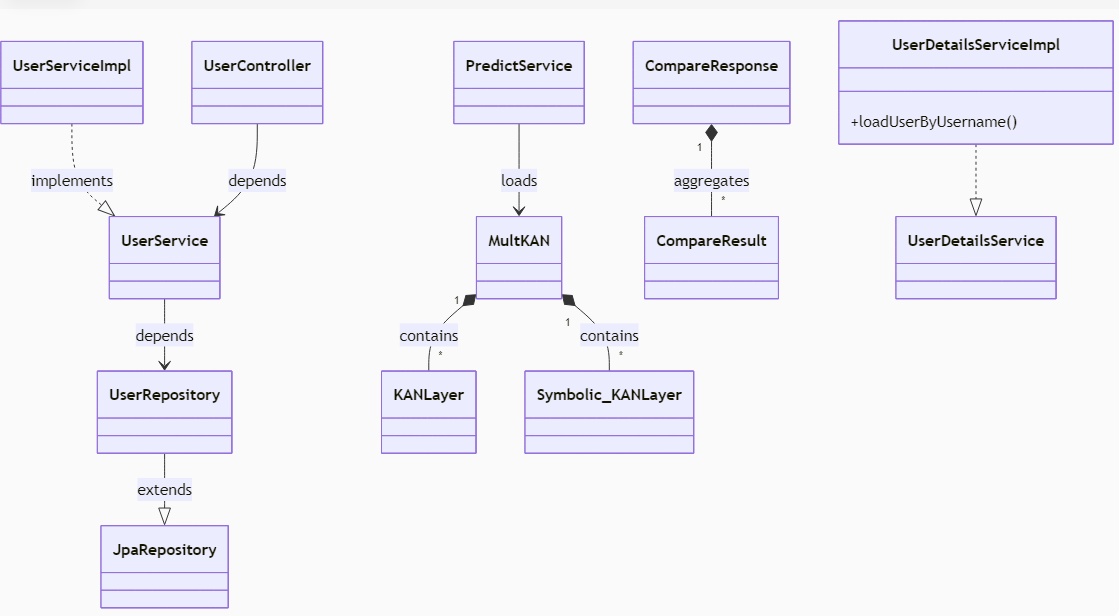 UserServiceImpl
UserController
PredictService
CompareResponse
UserDetailsServiceImpl
+loadUserByUsername()
1
implements
depends
loads
aggregates
*
UserService
MultKAN
CompareResult
UserDetailsService
1
1
depends
contains
contains
*
*
UserRepository
KANLayer
Symbolic_KANLayer
extends
JpaRepository